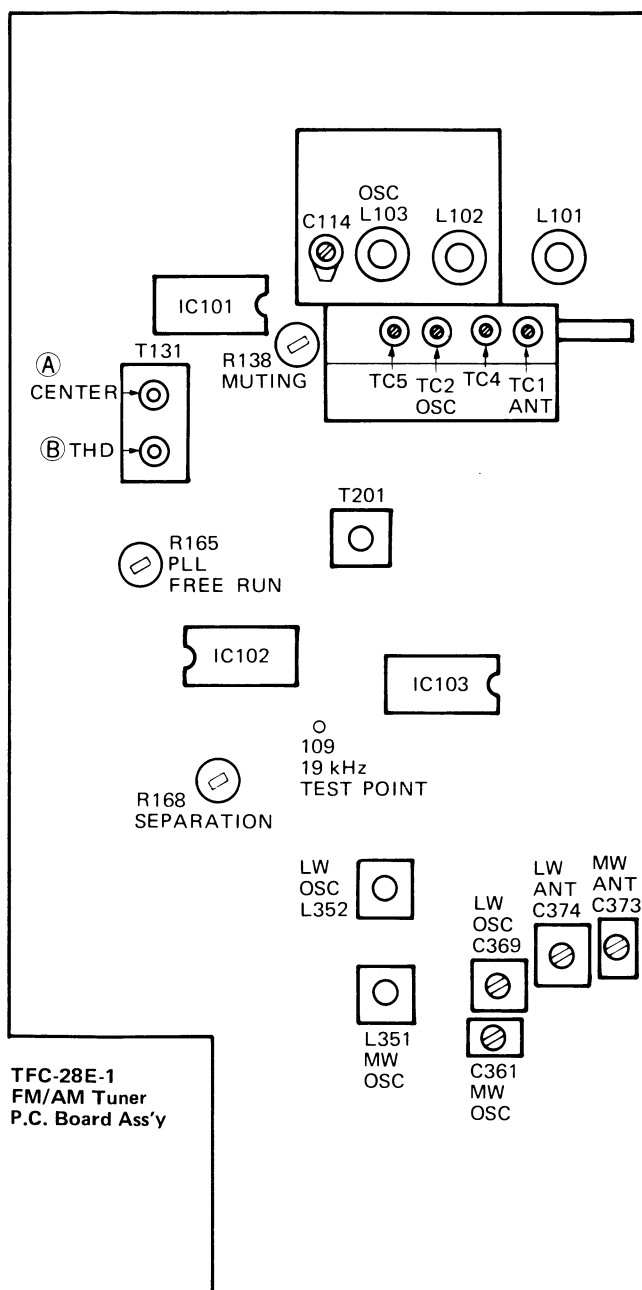 OSC
L103
C114
L102
L101
IC101
T131
Ⓐ
CENTER
Ⓑ THD
R138
MUTING
TC5
TC2
OSC
TC4
TC1
ANT
T201
R165
PLL
FREE RUN
IC102
IC103
109
19 kHz
TEST POINT
R168
SEPARATION
LW
OSC
L352
LW
OSC
C369
LW
ANT
C374
MW
ANT
C373
L351
MW
OSC
C361
MW
OSC
TFC-28E-1
FM/AM Tuner
P.C. Board Ass'y